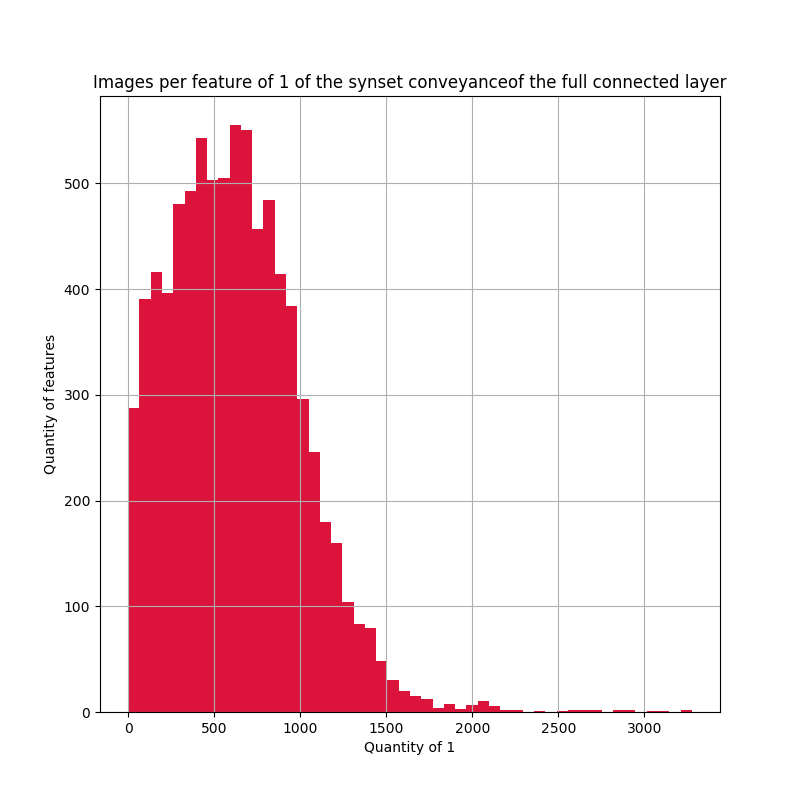 Images per feature of 1 of the synset conveyanceof the full connected layer
500
400
300
200
100
0
Quantity of features
0 500 1000 1500 2000 2500 3000
Quantity of 1